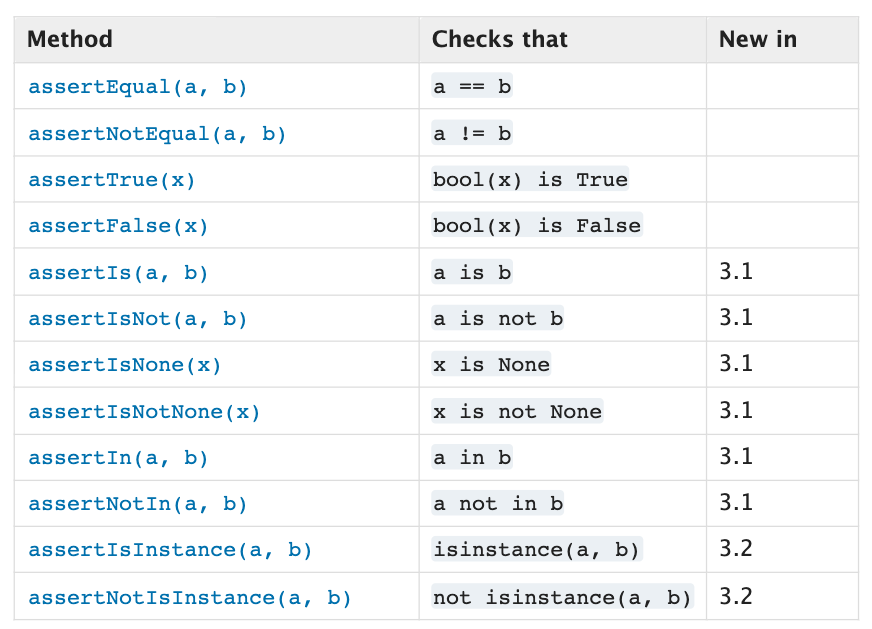 Method Checks that New in
assertEqual(a, b) a == b
assertNotEqual(a, b) a != b
assertTrue(x) bool(x) is True
assertFalse(x) bool(x) is False
assertIs(a, b) a is b 3.1
assertIsNot(a, b) a is not b 3.1
assertIsNone(x) x is None 3.1
assertIsNotNone(x) x is not None 3.1
assertIn(a, b) a in b 3.1
assertNotIn(a, b) a not in b 3.1
assertIsInstance(a, b) isinstance(a, b) 3.2
assertNotIsInstance(a, b) not isinstance(a, b) 3.2